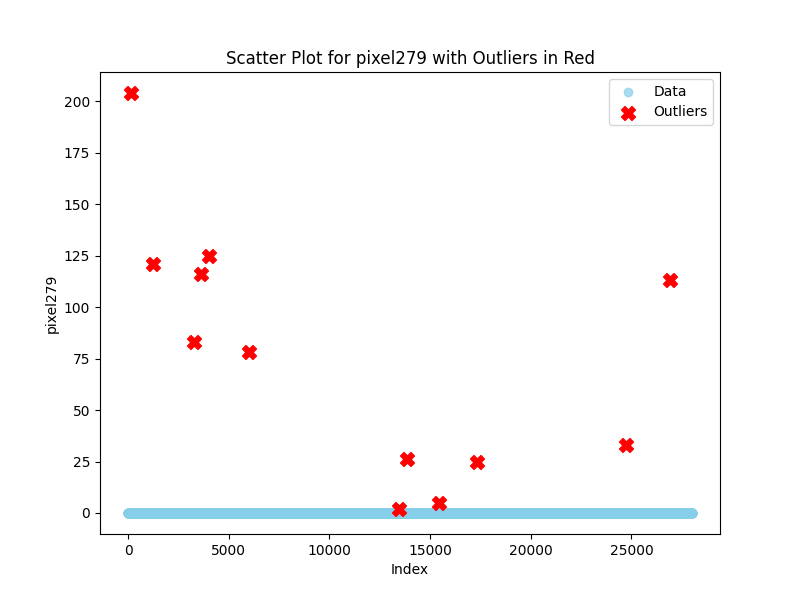 Scatter Plot for pixel279 with Outliers in Red
Data
Outliers
200
175
150
125
100
75
50
25
0
pixel279
0 5000 10000 15000 20000 25000
Index